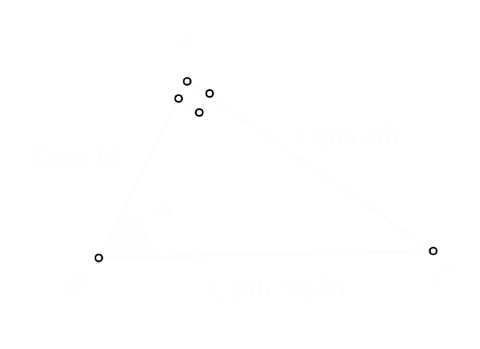 A
Cạnh đối
Cạnh kề
α
B
C
Cạnh huyền